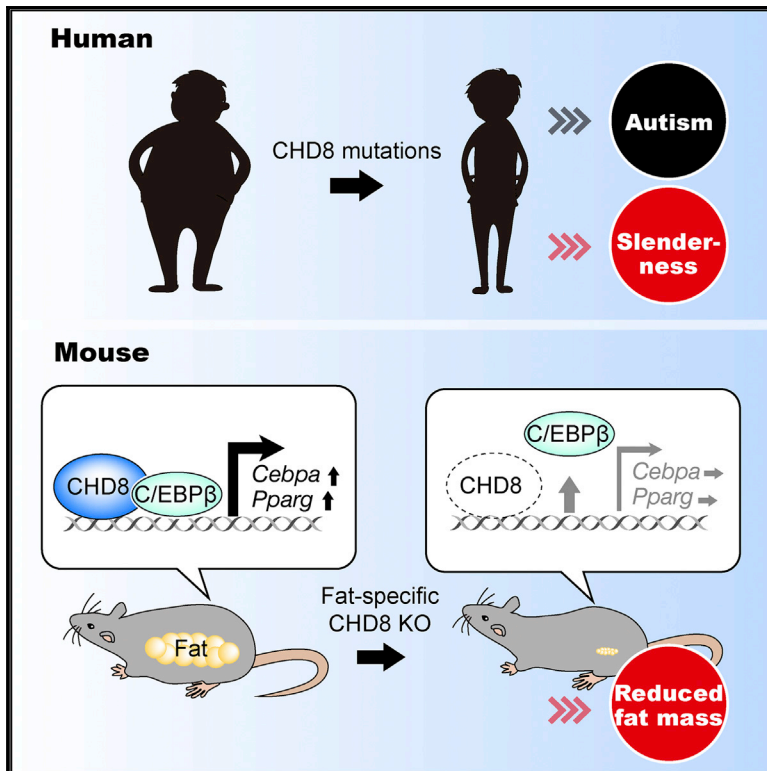 Human
CHD8 mutations
Autism
Slender-
ness
Mouse
CHD8
C/EBPβ
Cebpa ⬆
Pparg ⬆
C/EBPβ
CHD8
Cebpa ➡
Pparg ➡
Fat
Fat-specific
CHD8 KO
Reduced
fat mass